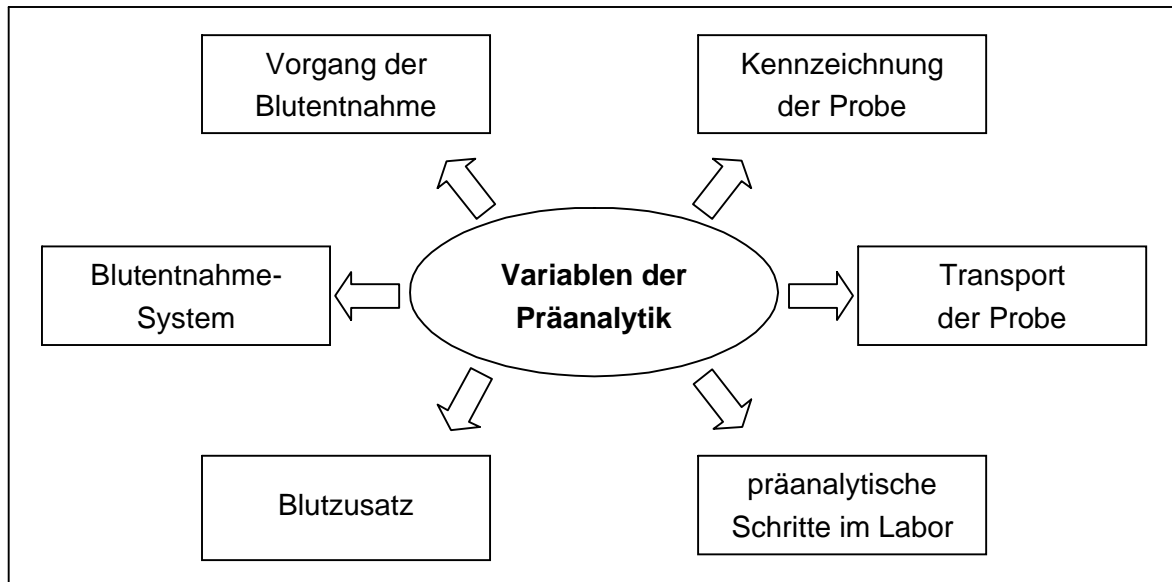 Vorgang der
Blutentnahme
Kennzeichnung
der Probe
Blutentnahme-
System
Variablen der
Präanalytik
Transport
der Probe
Blutzusatz
präanalytische
Schritte im Labor